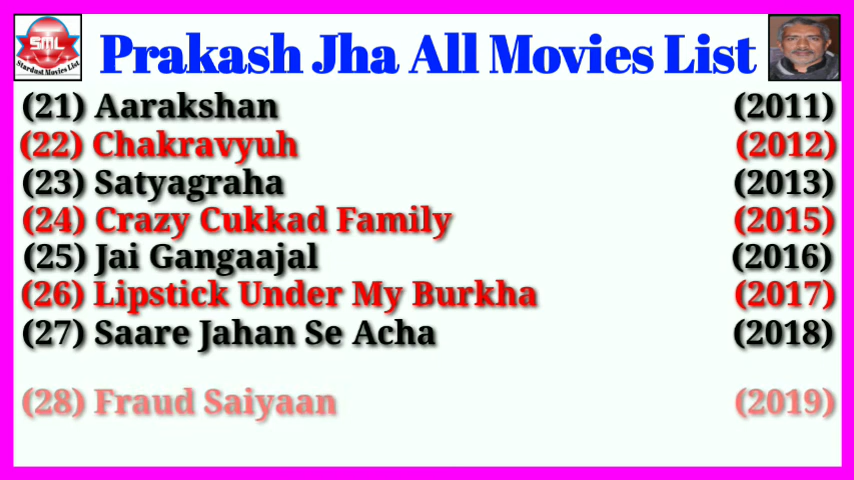 SML
Stardust Movies List
Prakash Jha All Movies List
(21) Aarakshan (2011)
(22) Chakravyuh (2012)
(23) Satyagraha (2013)
(24) Crazy Cukkad Family (2015)
(25) Jai Gangaajal (2016)
(26) Lipstick Under My Burkha (2017)
(27) Saare Jahan Se Acha (2018)
(28) Fraud Saiyaan (2019)